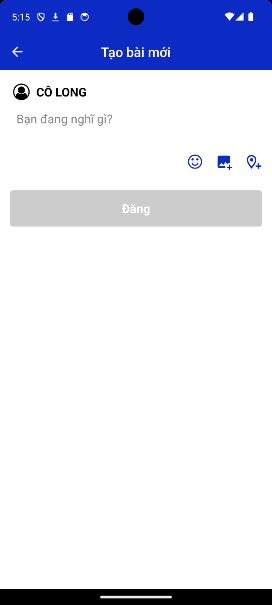 5:15
Tạo bài mới
CÔ LONG
Bạn đang nghĩ gì?
Đăng